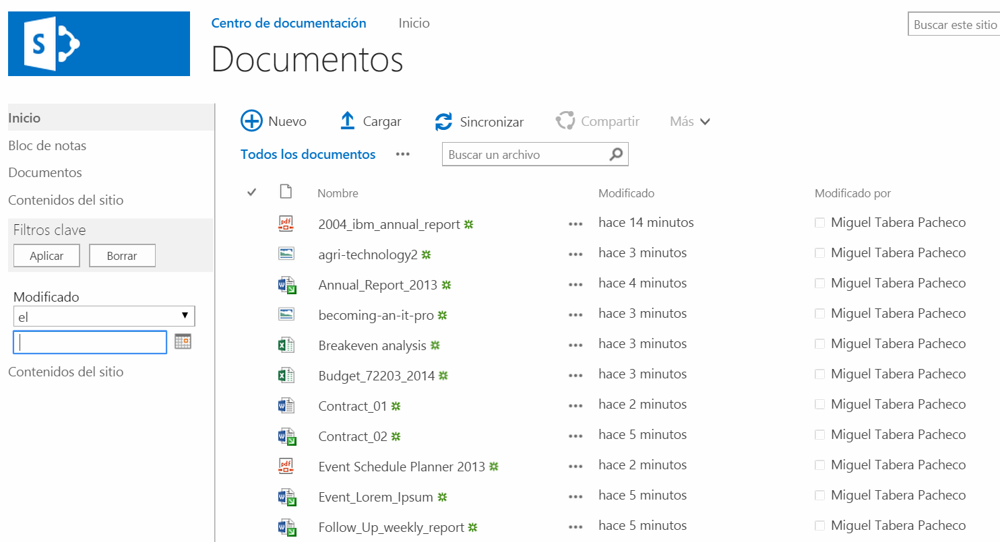 S
Centro de documentación Inicio
Buscar este sitio
Documentos
Inicio
Bloc de notas
Documentos
Contenidos del sitio
Filtros clave
Aplicar Borrar
Modificado
el
Contenidos del sitio
Nuevo Cargar Sincronizar Compartir Más
Todos los documentos ••• Buscar un archivo
Nombre Modificado Modificado por
2004_ibm_annual_report ••• hace 14 minutos Miguel Tabera Pacheco
agri-technology2 ••• hace 3 minutos Miguel Tabera Pacheco
Annual_Report_2013 ••• hace 4 minutos Miguel Tabera Pacheco
becoming-an-it-pro ••• hace 3 minutos Miguel Tabera Pacheco
Breakeven analysis ••• hace 3 minutos Miguel Tabera Pacheco
Budget_72203_2014 ••• hace 3 minutos Miguel Tabera Pacheco
Contract_01 ••• hace 2 minutos Miguel Tabera Pacheco
Contract_02 ••• hace 5 minutos Miguel Tabera Pacheco
Event Schedule Planner 2013 ••• hace 2 minutos Miguel Tabera Pacheco
Event_Lorem_Ipsum ••• hace 5 minutos Miguel Tabera Pacheco
Follow_Up_weekly_report ••• hace 5 minutos Miguel Tabera Pacheco